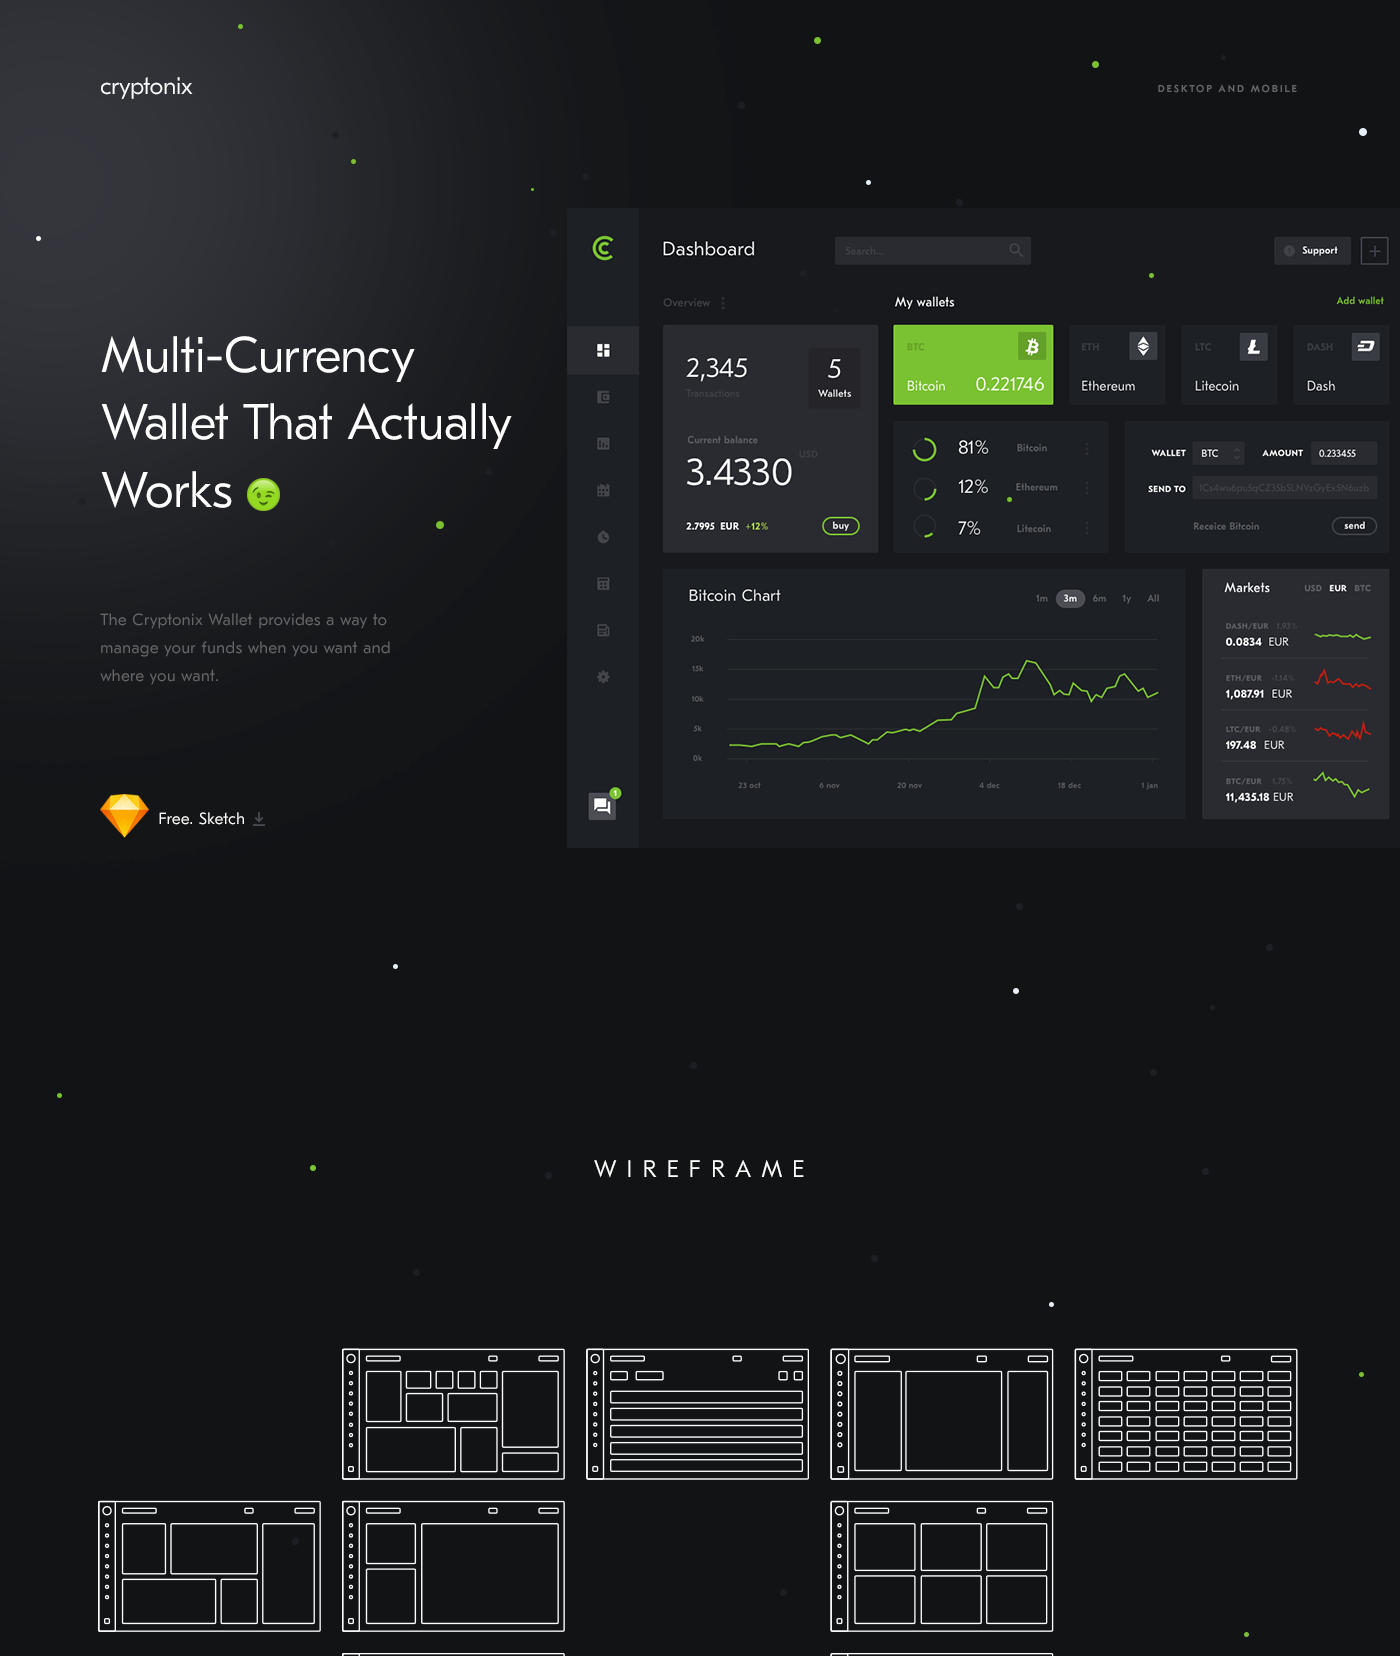 cryptonix
DESKTOP AND MOBILE
Multi-Currency
Wallet That Actually
Works
The Cryptonix Wallet provides a way to
manage your funds when you want and
where you want.
Free. Sketch
Dashboard
Search...
Support
Overview
My wallets
Add wallet
2,345
Transactions
5
Wallets
Current balance
USD
3.4330
2.7995 EUR +12%
buy
BTC
Bitcoin 0.221746
ETH
Ethereum
LTC
Litecoin
DASH
Dash
81% Bitcoin
12% Ethereum
7% Litecoin
WALLET BTC AMOUNT 0.233455
SEND TO
Receice Bitcoin send
Bitcoin Chart
1m 3m 6m 1y All
20k
15k
10k
5k
0k
23 oct 6 nov 20 nov 4 dec 18 dec 1 jan
Markets USD EUR BTC
DASH/EUR 1.93%
0.0834 EUR
ETH/EUR -1.14%
1,087.91 EUR
LTC/EUR -0.48%
197.48 EUR
BTC/EUR 1.75%
11,435.18 EUR
1
WIREFRAME